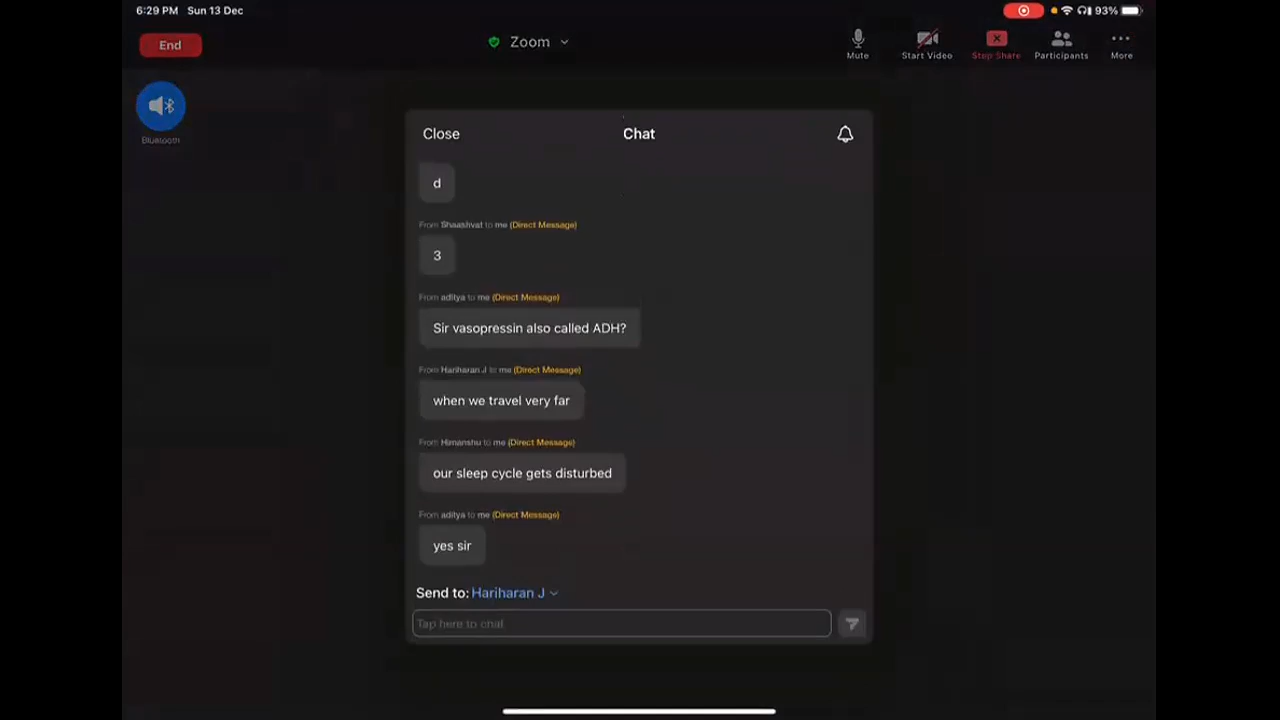 6:29 PM Sun 13 Dec
93%
End
Zoom
Mute
Start Video
Stop Share
Participants
More
Bluetooth
Close
Chat
d
From Shaashvat to me (Direct Message)
3
From aditya to me (Direct Message)
Sir vasopressin also called ADH?
From Hariharan J to me (Direct Message)
when we travel very far
From Himanshu to me (Direct Message)
our sleep cycle gets disturbed
From aditya to me (Direct Message)
yes sir
Send to: Hariharan J
Tap here to chat